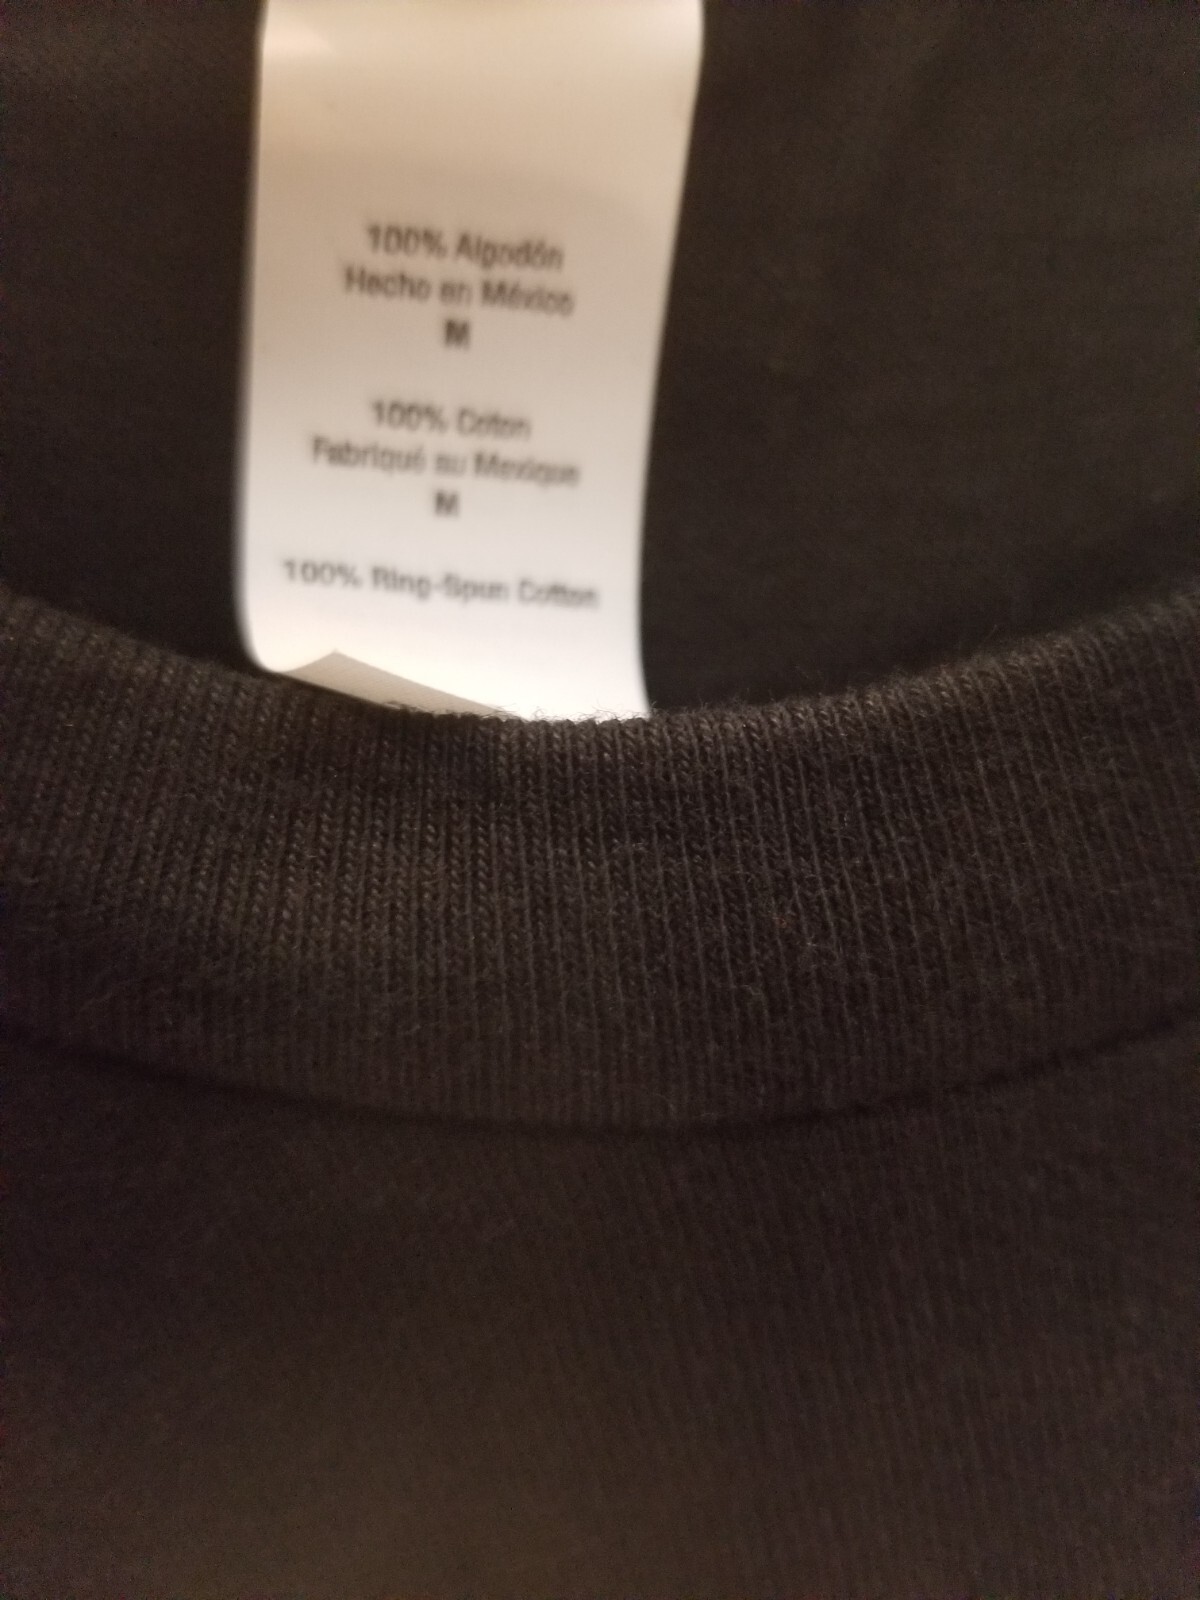 100% Algodón
Hecho en México
M
100% Coton
Fabriqué au Mexique
M
100% Ring-Spun Cotton